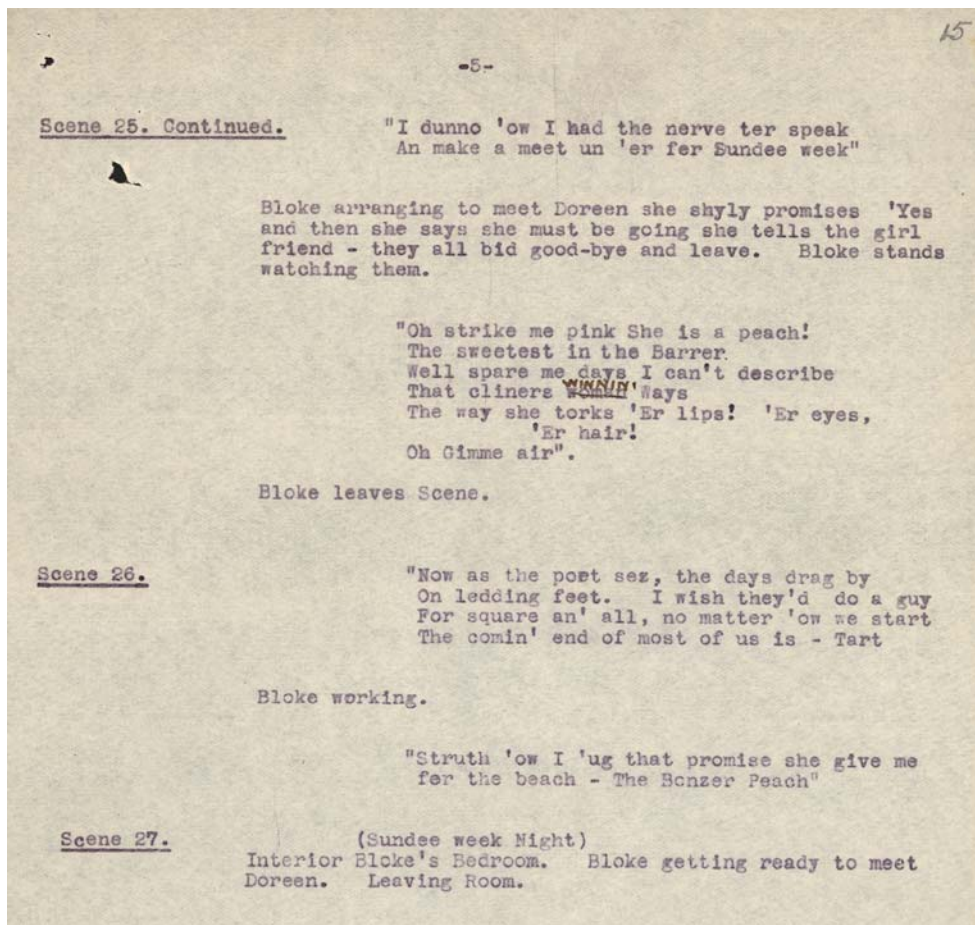 15
-5-
Scene 25. Continued.
"I dunno 'ow I had the nerve ter speak
An make a meet un 'er fer Sundee week"
Bloke arranging to meet Doreen she shyly promises 'Yes
and then she says she must be going she tells the girl
friend - they all bid good-bye and leave. Bloke stands
watching them.
"Oh strike me pink She is a peach!
The sweetest in the Barrer.
Well spare me days I can't describe
That cliners WINNIN' Ways
The way she torks 'Er lips! 'Er eyes,
'Er hair!
Oh Gimme air".
Bloke leaves Scene.
Scene 26.
"Now as the poet sez, the days drag by
On ledding feet. I wish they'd do a guy
For square an' all, no matter 'ow we start
The comin' end of most of us is - Tart
Bloke working.
"Struth 'ow I 'ug that promise she give me
fer the beach - The Bonzer Peach"
Scene 27.
(Sundee week Night)
Interior Bloke's Bedroom. Bloke getting ready to meet
Doreen. Leaving Room.